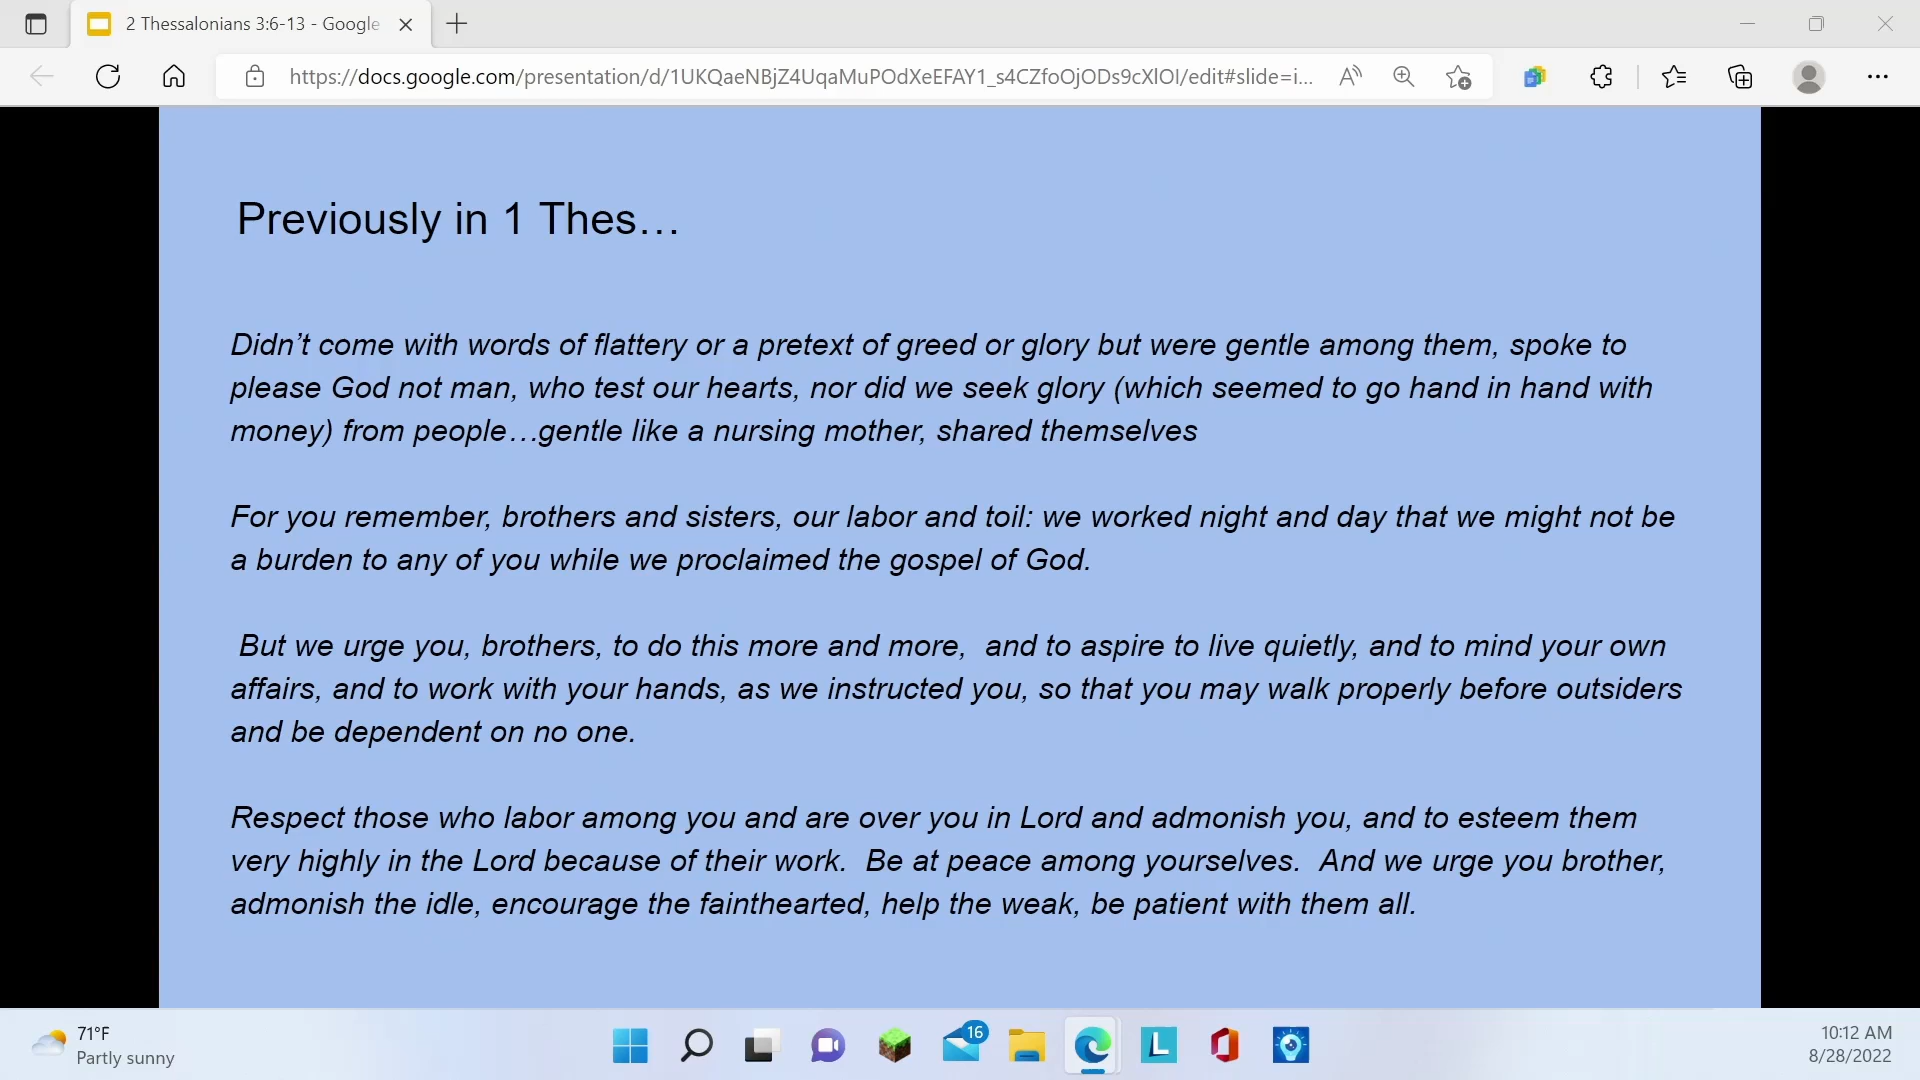 2 Thessalonians 3:6-13 - Google
https://docs.google.com/presentation/d/1UKQaeNBjZ4UqaMuPOdXeEFAY1_s4CZfoOjODs9cXlOI/edit#slide=i...
Previously in 1 Thes…
Didn’t come with words of flattery or a pretext of greed or glory but were gentle among them, spoke to
please God not man, who test our hearts, nor did we seek glory (which seemed to go hand in hand with
money) from people…gentle like a nursing mother, shared themselves
For you remember, brothers and sisters, our labor and toil: we worked night and day that we might not be
a burden to any of you while we proclaimed the gospel of God.
But we urge you, brothers, to do this more and more, and to aspire to live quietly, and to mind your own
affairs, and to work with your hands, as we instructed you, so that you may walk properly before outsiders
and be dependent on no one.
Respect those who labor among you and are over you in Lord and admonish you, and to esteem them
very highly in the Lord because of their work. Be at peace among yourselves. And we urge you brother,
admonish the idle, encourage the fainthearted, help the weak, be patient with them all.
71°F
Partly sunny
16
L
10:12 AM
8/28/2022